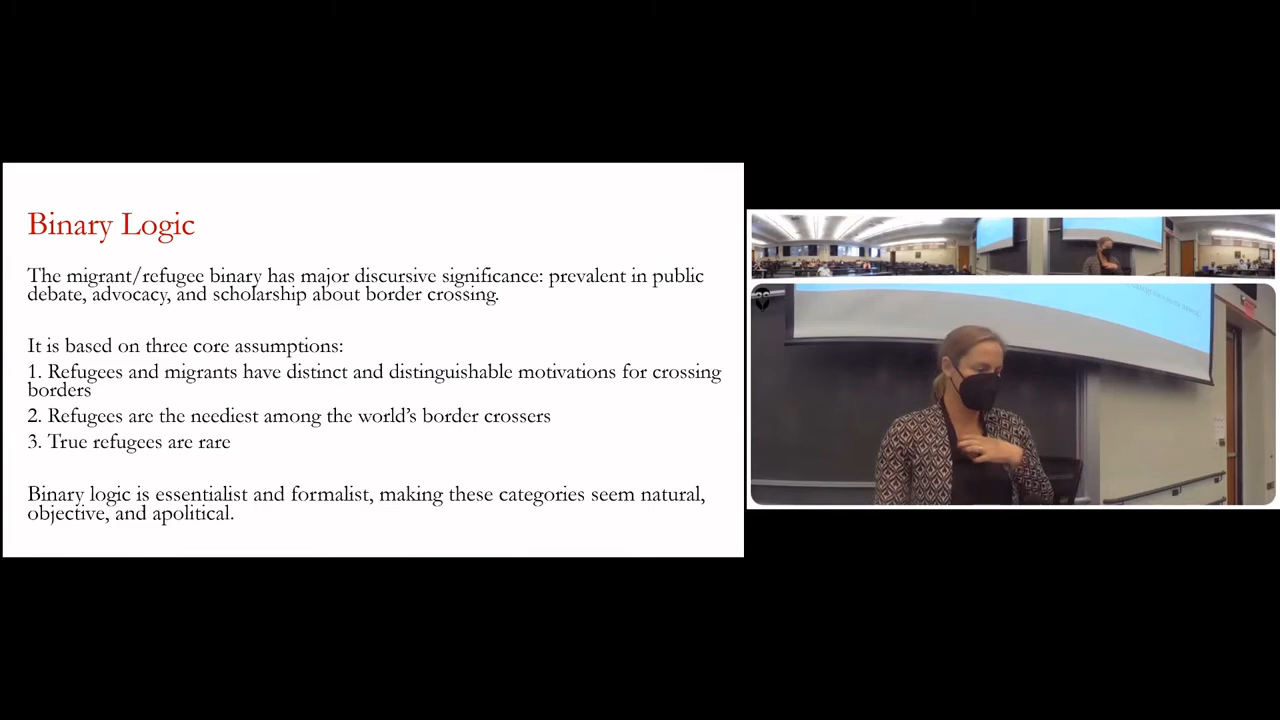 Binary Logic
The migrant/refugee binary has major discursive significance: prevalent in public
debate, advocacy, and scholarship about border crossing.
It is based on three core assumptions:
1. Refugees and migrants have distinct and distinguishable motivations for crossing
borders
2. Refugees are the neediest among the world's border crossers
3. True refugees are rare
Binary logic is essentialist and formalist, making these categories seem natural,
objective, and apolitical.